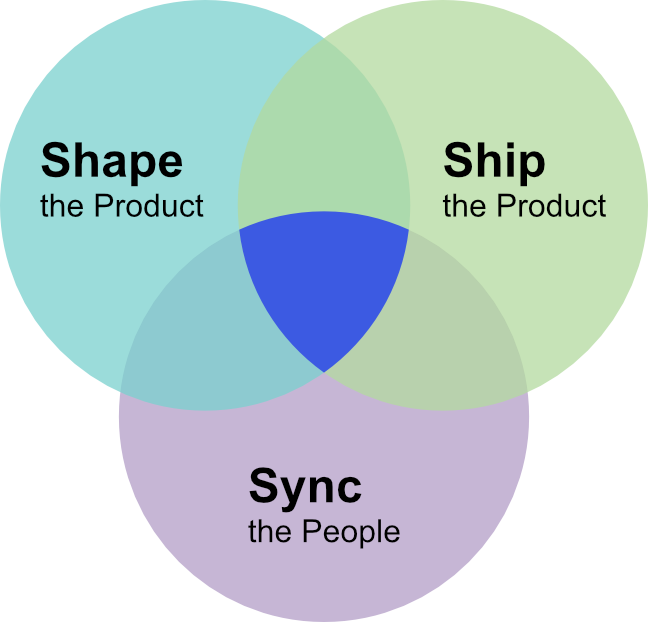 Shape
the Product
Ship
the Product
Sync
the People